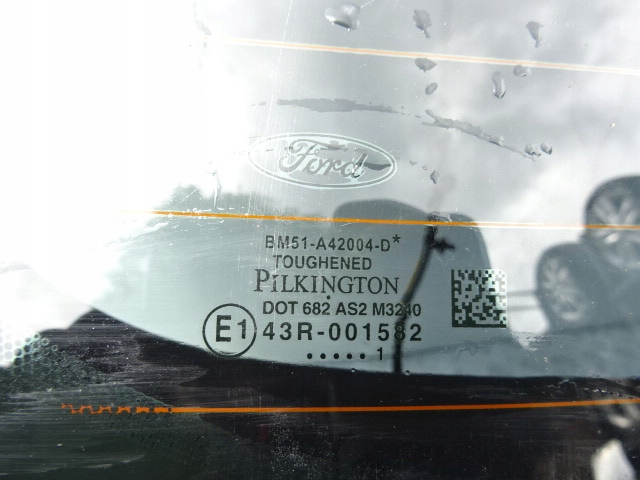 Ford
BM51-A42004-D*
TOUGHENED
PILKINGTON
DOT 682 AS2 M3240
E1 43R-001582
..... 1